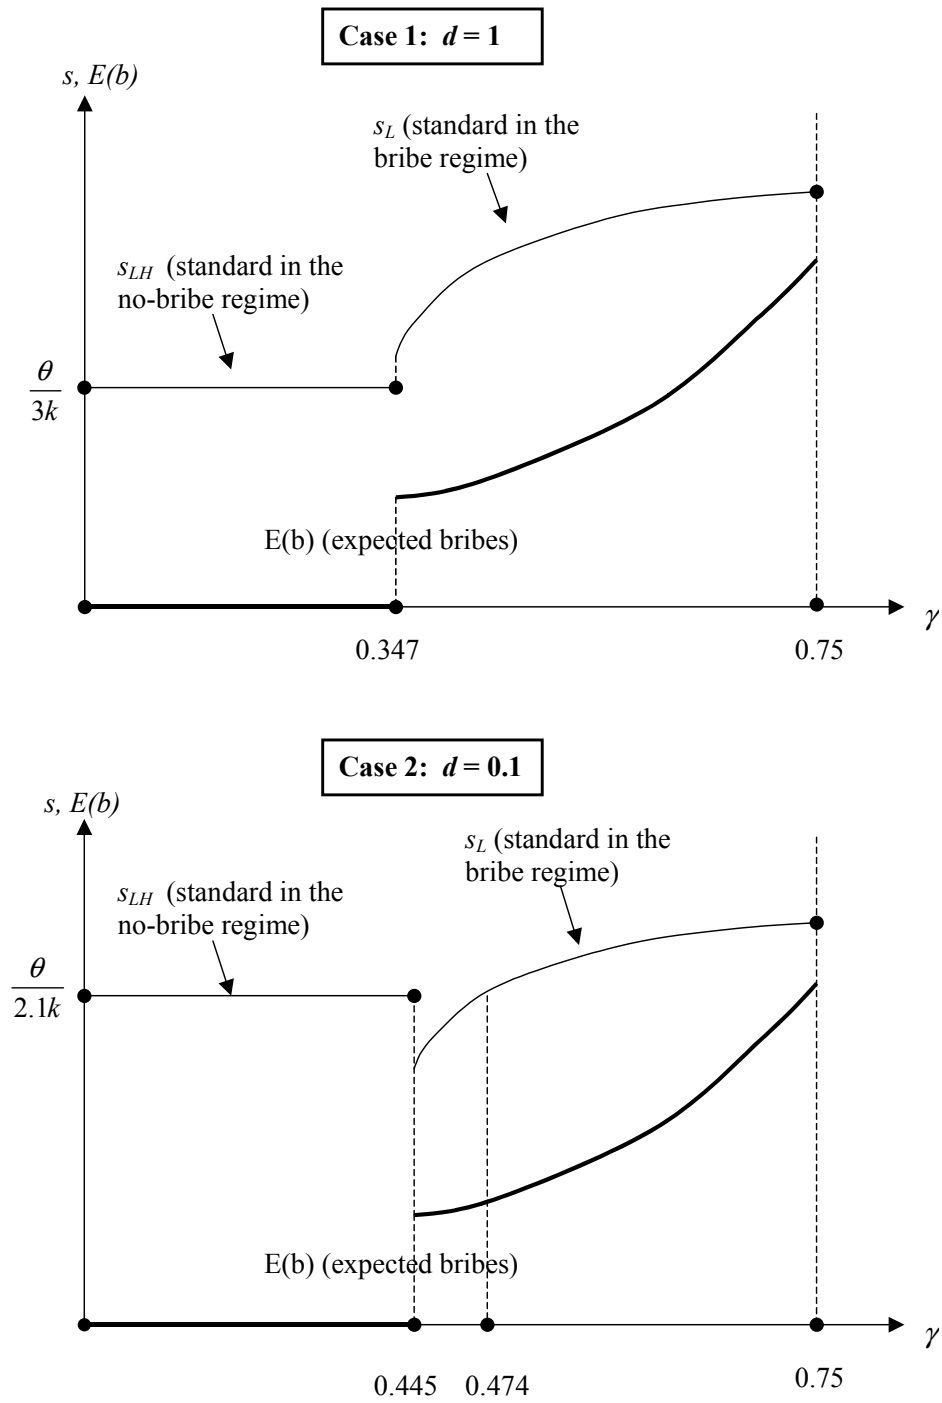 Case 1: d = 1
s, E(b)
s_L (standard in the
bribe regime)
s_LH (standard in the
no-bribe regime)
θ
3k
E(b) (expected bribes)
γ
0.347
0.75
Case 2: d = 0.1
s, E(b)
s_L (standard in the
bribe regime)
s_LH (standard in the
no-bribe regime)
θ
2.1k
E(b) (expected bribes)
γ
0.445
0.474
0.75